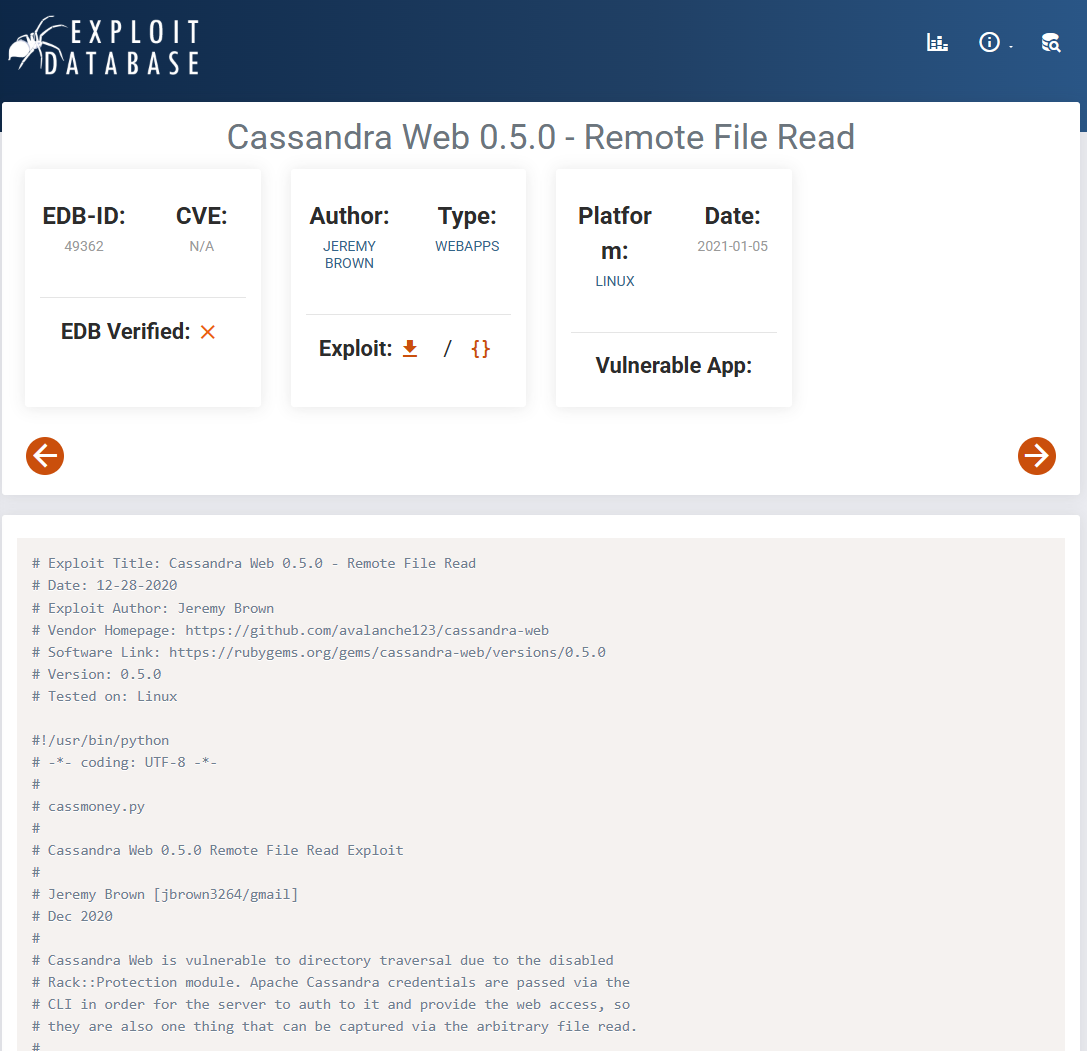 EXPLOIT
DATABASE
Cassandra Web 0.5.0 - Remote File Read
EDB-ID:
49362
CVE:
N/A
EDB Verified:
Author:
JEREMY
BROWN
Type:
WEBAPPS
Exploit: / {}
Platfor
m:
LINUX
Date:
2021-01-05
Vulnerable App:
# Exploit Title: Cassandra Web 0.5.0 - Remote File Read
# Date: 12-28-2020
# Exploit Author: Jeremy Brown
# Vendor Homepage: https://github.com/avalanche123/cassandra-web
# Software Link: https://rubygems.org/gems/cassandra-web/versions/0.5.0
# Version: 0.5.0
# Tested on: Linux
#!/usr/bin/python
# -*- coding: UTF-8 -*-
#
# cassmoney.py
#
# Cassandra Web 0.5.0 Remote File Read Exploit
#
# Jeremy Brown [jbrown3264/gmail]
# Dec 2020
#
# Cassandra Web is vulnerable to directory traversal due to the disabled
# Rack::Protection module. Apache Cassandra credentials are passed via the
# CLI in order for the server to auth to it and provide the web access, so
# they are also one thing that can be captured via the arbitrary file read.
#